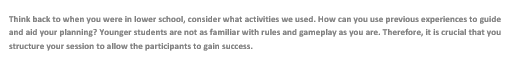 Think back to when you were in lower school, consider what activities we used. How can you use previous experiences to guide
and aid your planning? Younger students are not as familiar with rules and gameplay as you are. Therefore, it is crucial that you
structure your session to allow the participants to gain success.